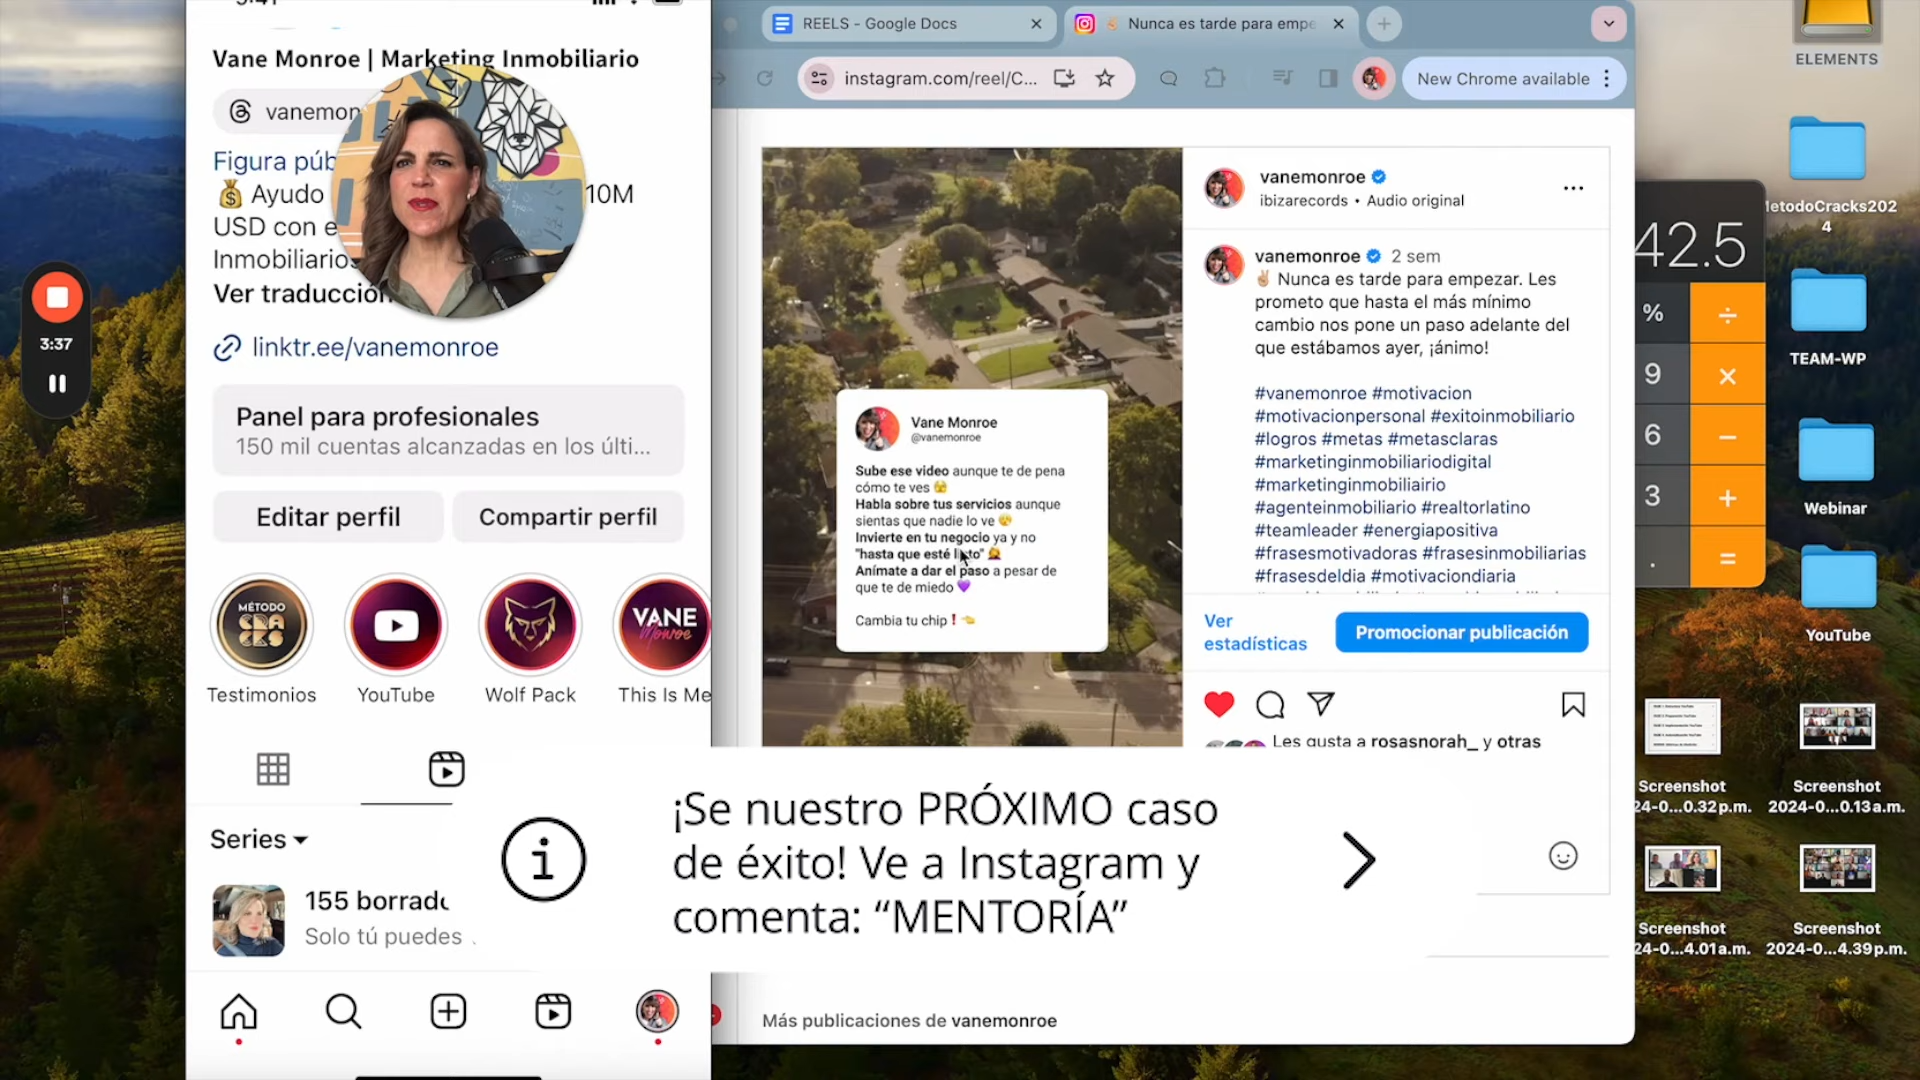 Vane Monroe | Marketing Inmobiliario
vanemon
Figura púb
Ayudo
10M
USD con e
Inmobiliarios
Ver traducción
linktr.ee/vanemonroe
Panel para profesionales
150 mil cuentas alcanzadas en los últi...
Editar perfil
Compartir perfil
MÉTODO
CRACKS
VANE
Monroe
Testimonios
YouTube
Wolf Pack
This Is Me
Series
155 borrad
Solo tú puedes
3:37
REELS - Google Docs
Nunca es tarde para empe
instagram.com/reel/C...
New Chrome available
vanemonroe
ibizarecords • Audio original
vanemonroe 2 sem
✌🏼 Nunca es tarde para empezar. Les
prometo que hasta el más mínimo
cambio nos pone un paso adelante del
que estábamos ayer, ¡ánimo!
#vanemonroe #motivacion
#motivacionpersonal #exitoinmobiliario
#logros #metas #metasclaras
#marketinginmobiliariodigital
#marketinginmobiliairio
#agenteinmobiliario #realtorlatino
#teamleader #energiapositiva
#frasesmotivadoras #frasesinmobiliarias
#frasesdeldia #motivaciondiaria
Ver
estadísticas
Promocionar publicación
Les gusta a rosasnorah_ y otras
Vane Monroe
@vanemonroe
Sube ese video aunque te de pena
cómo te ves
Habla sobre tus servicios aunque
sientas que nadie lo ve
Invierte en tu negocio ya y no
"hasta que esté listo"
Anímate a dar el paso a pesar de
que te de miedo 💜
Cambia tu chip❗
¡Se nuestro PRÓXIMO caso
de éxito! Ve a Instagram y
comenta: “MENTORÍA”
Más publicaciones de vanemonroe
42.5
% ÷
9 ×
6 −
3 +
. =
ELEMENTS
MetodoCracks202
4
TEAM-WP
Webinar
YouTube
Screenshot
24-0...0.32p.m.
Screenshot
2024-0...0.13a.m.
Screenshot
24-0...4.01a.m.
Screenshot
2024-0...4.39p.m.